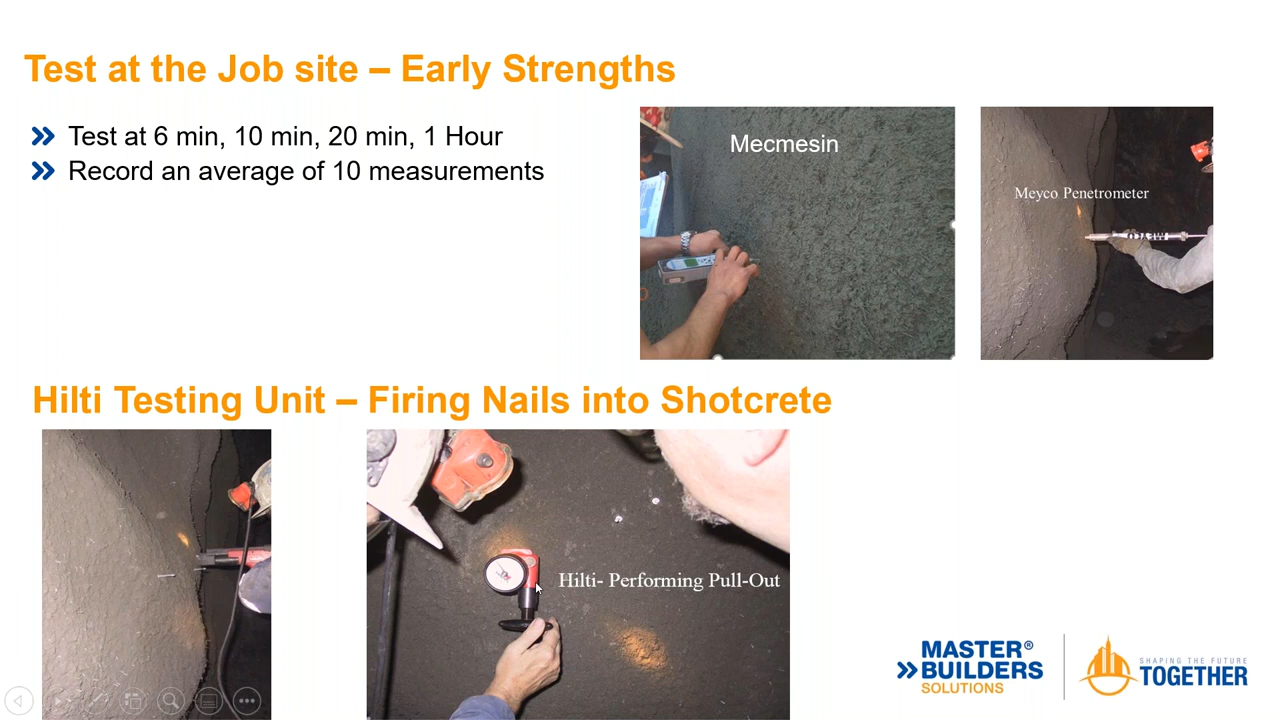 Test at the Job site – Early Strengths
Test at 6 min, 10 min, 20 min, 1 Hour
Record an average of 10 measurements
Mecmesin
Meyco Penetrometer
MEYCO
Hilti Testing Unit – Firing Nails into Shotcrete
Hilti- Performing Pull-Out
MASTER®
BUILDERS
SOLUTIONS
SHAPING THE FUTURE
TOGETHER